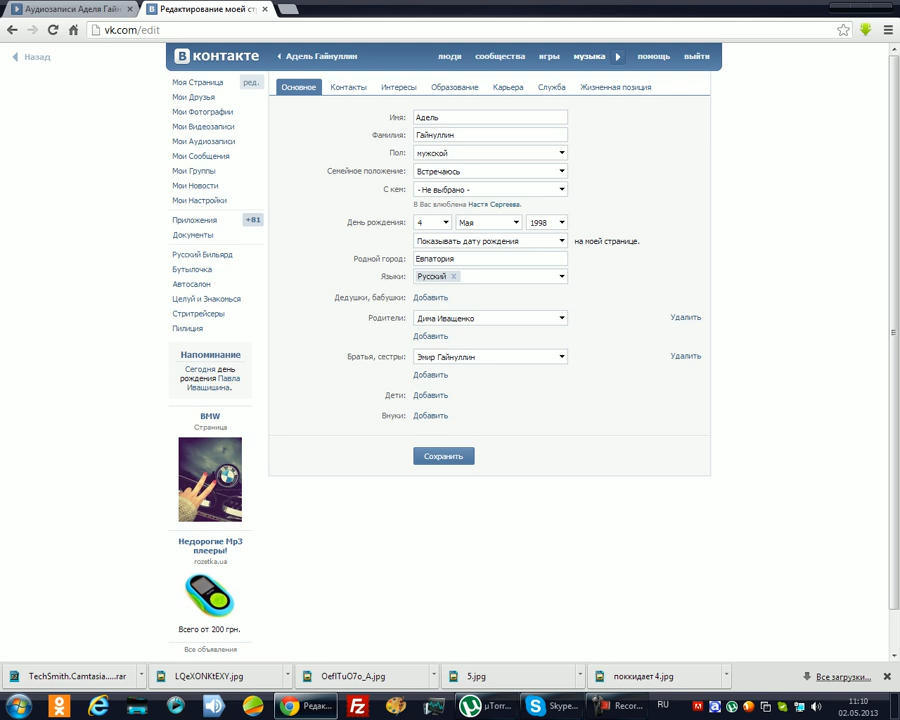 Аудиозаписи Аделя Гайн
Редактирование моей стр
vk.com/edit
Назад
В контакте
Адель Гайнуллин
люди
сообщества
игры
музыка
помощь
выйти
Моя Страница
ред.
Мои Друзья
Мои Фотографии
Мои Видеозаписи
Мои Аудиозаписи
Мои Сообщения
Мои Группы
Мои Новости
Мои Настройки
Приложения
+81
Документы
Русский Бильярд
Бутылочка
Автосалон
Целуй и Знакомься
Стритрейсеры
Пилиция
Напоминание
Сегодня день
рождения Павла
Иващишина.
BMW
Страница
Недорогие Mp3
плееры!
rozetka.ua
Всего от 200 грн.
Все объявления
Основное
Контакты
Интересы
Образование
Карьера
Служба
Жизненная позиция
Имя: Адель
Фамилия: Гайнуллин
Пол: мужской
Семейное положение: Встречаюсь
С кем: - Не выбрано -
В Вас влюблена Настя Сергеева.
День рождения: 4 Мая 1998
Показывать дату рождения на моей странице.
Родной город: Евпатория
Языки: Русский
Дедушки, бабушки: Добавить
Родители: Дина Иващенко Удалить
Добавить
Братья, сестры: Эмир Гайнуллин Удалить
Добавить
Дети: Добавить
Внуки: Добавить
Сохранить
TechSmith.Camtasia.....rar
LQeXONKtEXY.jpg
OefITuO7o_A.jpg
5.jpg
поккидает 4.jpg
Все загрузки...
Редак...
µTorr...
Skype...
Recor...
RU
11:10
02.05.2013